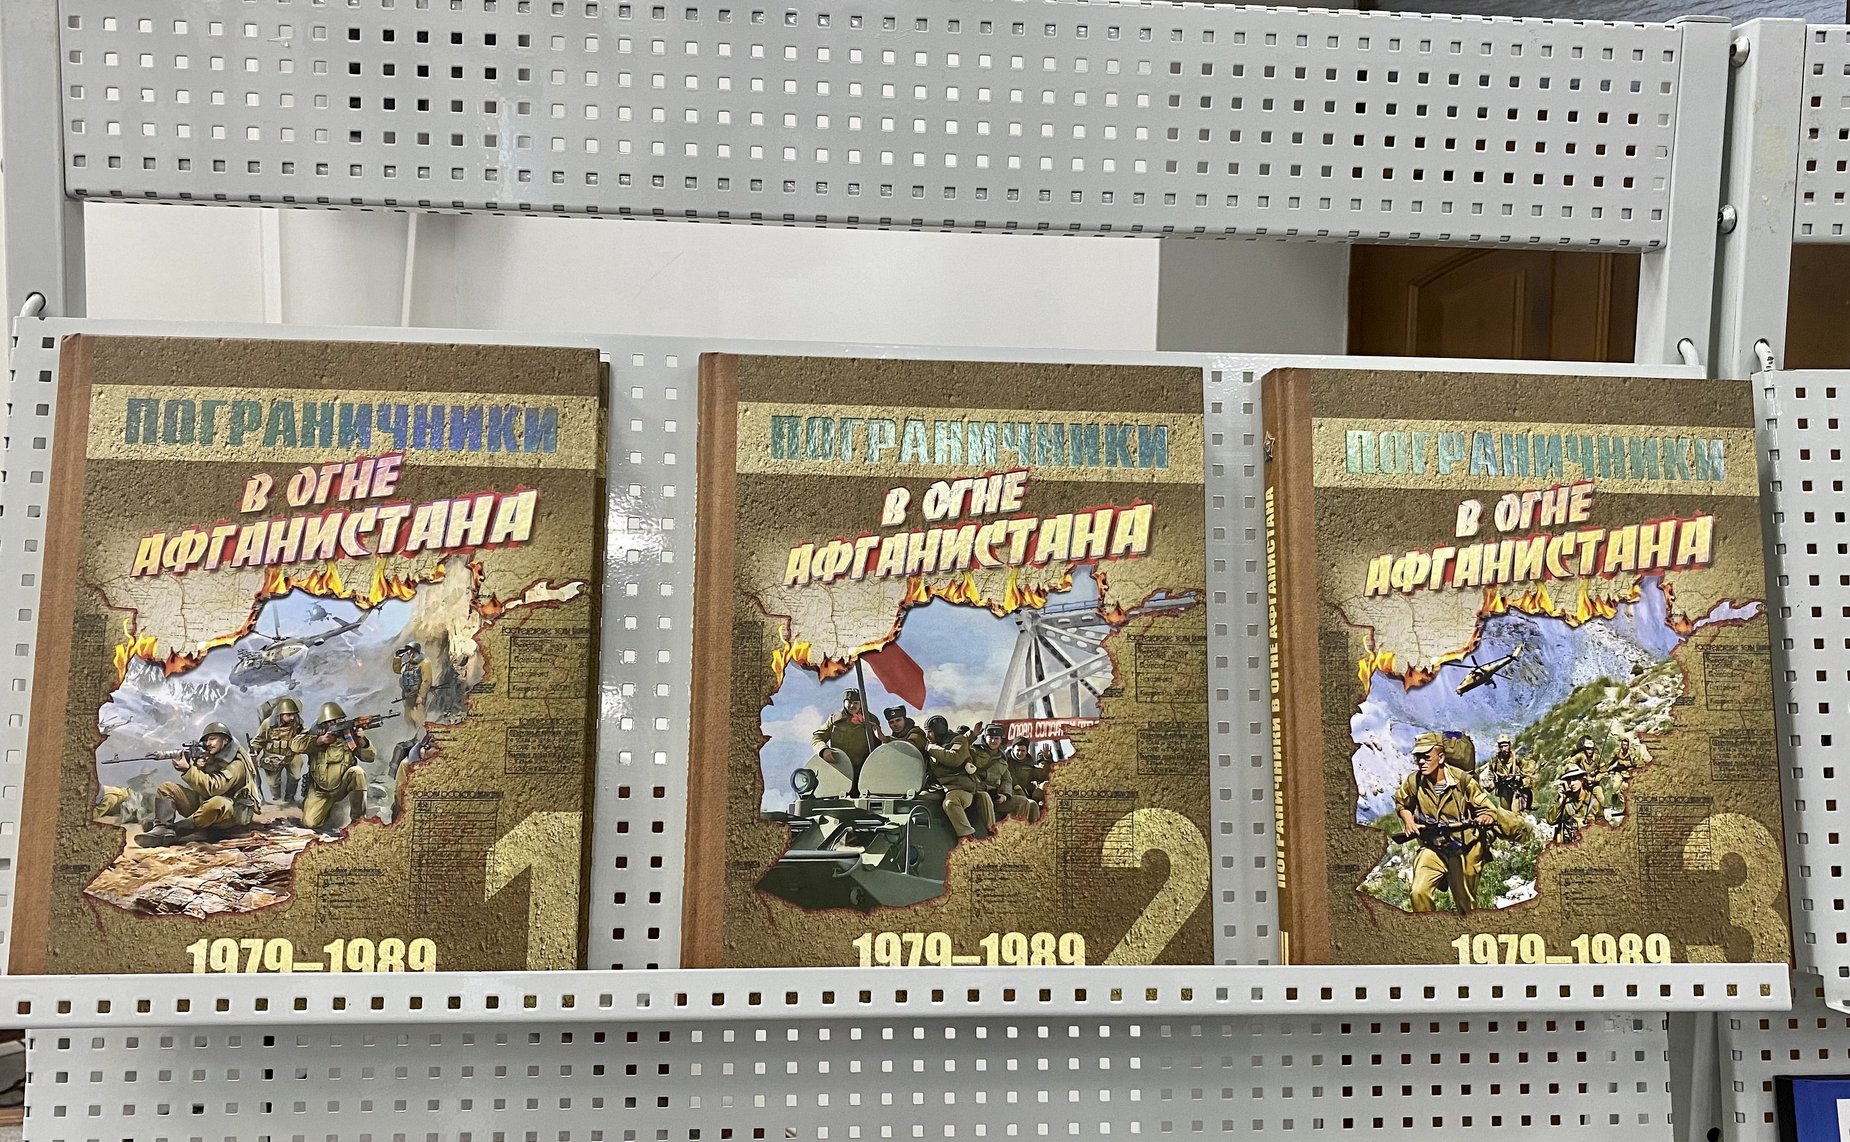 ПОГРАНИЧНИКИ
В ОГНЕ
АФГАНИСТАНА
1
1979–1989
ПОГРАНИЧНИКИ
В ОГНЕ
АФГАНИСТАНА
2
1979–1989
ПОГРАНИЧНИКИ В ОГНЕ АФГАНИСТАНА
ПОГРАНИЧНИКИ
В ОГНЕ
АФГАНИСТАНА
3
1979–1989